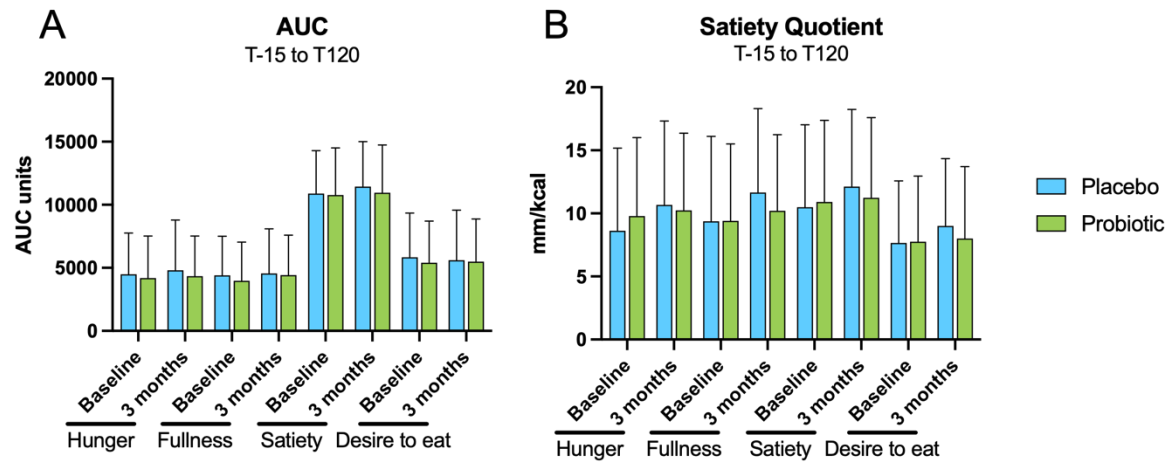 A
AUC
T-15 to T120
AUC units
20000
15000
10000
5000
0
Baseline
3 months
Baseline
3 months
Baseline
3 months
Baseline
3 months
Hunger
Fullness
Satiety
Desire to eat
B
Satiety Quotient
T-15 to T120
mm/kcal
20
15
10
5
0
Baseline
3 months
Baseline
3 months
Baseline
3 months
Baseline
3 months
Hunger
Fullness
Satiety
Desire to eat
Placebo
Probiotic